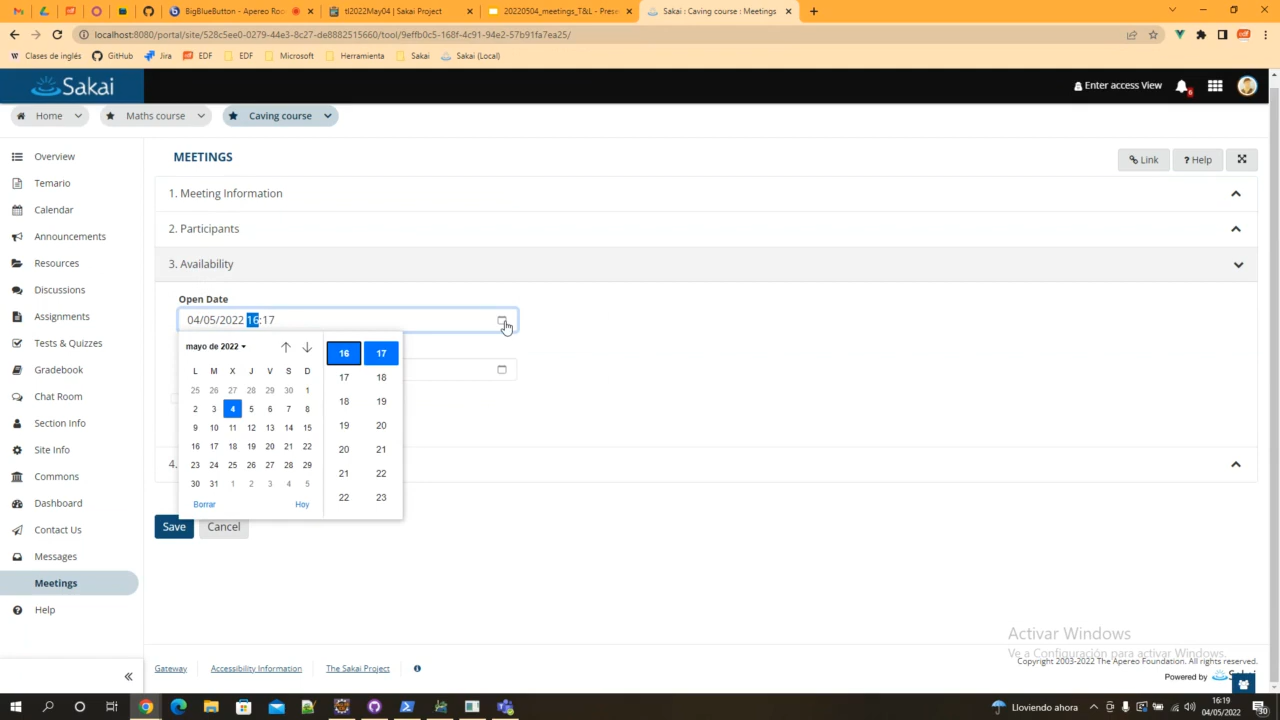 BigBlueButton - Apereo Roo
tl2022May04 | Sakai Project
20220504_meetings_T&L - Prese
Sakai : Caving course : Meetings
localhost:8080/portal/site/528c5ee0-0279-44e3-8c27-de8882515660/tool/9effb0c5-168f-4c91-94e2-57b91fa7ea25/
Clases de inglés
GitHub
Jira
EDF
EDF
Microsoft
Herramienta
Sakai
Sakai (Local)
Sakai
Enter access View
6
Home
Maths course
Caving course
Overview
Temario
Calendar
Announcements
Resources
Discussions
Assignments
Tests & Quizzes
Gradebook
Chat Room
Section Info
Site Info
Commons
Dashboard
Contact Us
Messages
Meetings
Help
MEETINGS
Link
? Help
1. Meeting Information
2. Participants
3. Availability
Open Date
04/05/2022 16:17
mayo de 2022
L M X J V S D
25 26 27 28 29 30 1
2 3 4 5 6 7 8
9 10 11 12 13 14 15
16 17 18 19 20 21 22
23 24 25 26 27 28 29
30 31 1 2 3 4 5
Borrar Hoy
16 17
17 18
18 19
19 20
20 21
21 22
22 23
4.
Save
Cancel
Activar Windows
Ve a Configuración para activar Windows.
Gateway
Accessibility Information
The Sakai Project
Copyright 2003-2022 The Apereo Foundation. All rights reserved.
Powered by
Lloviendo ahora
16:19
04/05/2022
30